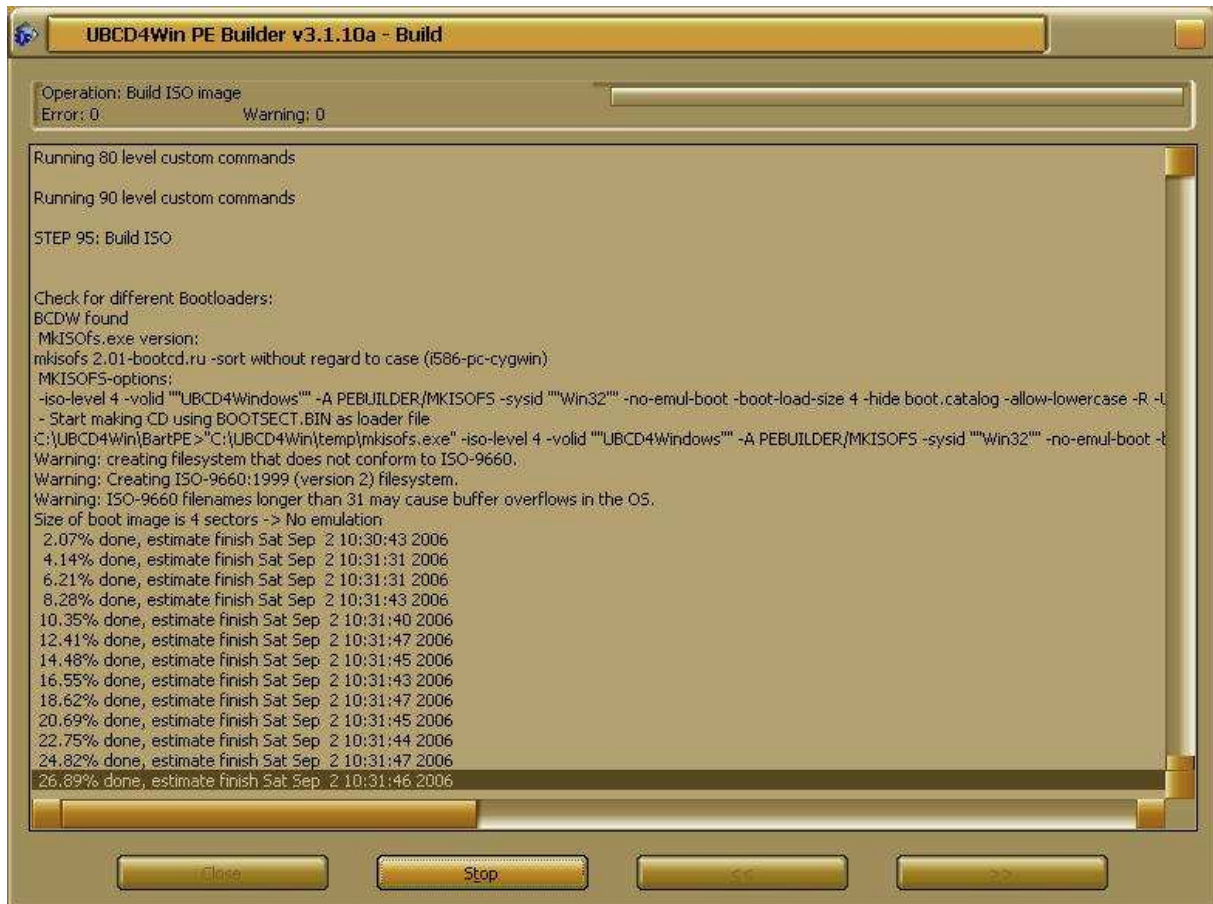 UBCD4Win PE Builder v3.1.10a - Build
Operation: Build ISO image
Error: 0 Warning: 0
Running 80 level custom commands
Running 90 level custom commands
STEP 95: Build ISO
Check for different Bootloaders:
BCDW found
MkISOfs.exe version:
mkisofs 2.01-bootcd.ru -sort without regard to case (i586-pc-cygwin)
MKISOFS-options:
-iso-level 4 -volid ""UBCD4Windows"" -A PEBUILDER/MKISOFS -sysid ""Win32"" -no-emul-boot -boot-load-size 4 -hide boot.catalog -allow-lowercase -R
- Start making CD using BOOTSECT.BIN as loader file
C:\UBCD4Win\BartPE>"C:\UBCD4Win\temp\mkisofs.exe" -iso-level 4 -volid ""UBCD4Windows"" -A PEBUILDER/MKISOFS -sysid ""Win32"" -no-emul-boot
Warning: creating filesystem that does not conform to ISO-9660.
Warning: Creating ISO-9660:1999 (version 2) filesystem.
Warning: ISO-9660 filenames longer than 31 may cause buffer overflows in the OS.
Size of boot image is 4 sectors -> No emulation
2.07% done, estimate finish Sat Sep 2 10:30:43 2006
4.14% done, estimate finish Sat Sep 2 10:31:31 2006
6.21% done, estimate finish Sat Sep 2 10:31:31 2006
8.28% done, estimate finish Sat Sep 2 10:31:43 2006
10.35% done, estimate finish Sat Sep 2 10:31:40 2006
12.41% done, estimate finish Sat Sep 2 10:31:47 2006
14.48% done, estimate finish Sat Sep 2 10:31:45 2006
16.55% done, estimate finish Sat Sep 2 10:31:43 2006
18.62% done, estimate finish Sat Sep 2 10:31:47 2006
20.69% done, estimate finish Sat Sep 2 10:31:45 2006
22.75% done, estimate finish Sat Sep 2 10:31:44 2006
24.82% done, estimate finish Sat Sep 2 10:31:47 2006
26.89% done, estimate finish Sat Sep 2 10:31:46 2006
Close Stop << >>